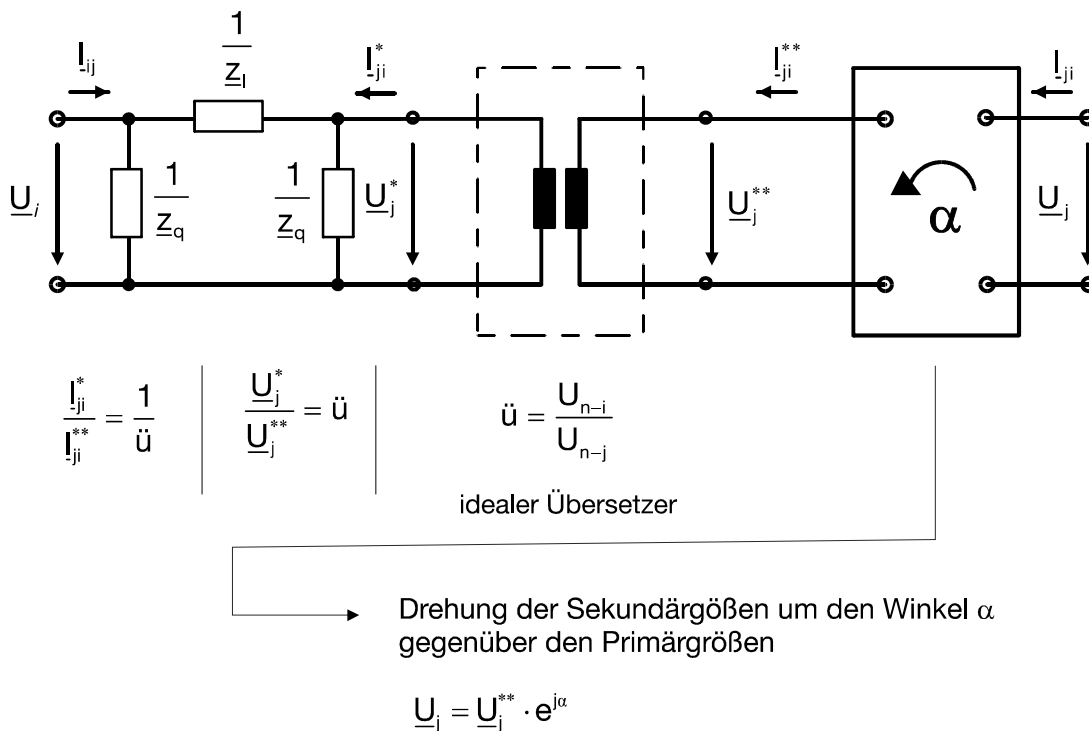 I_ij
1/z_l
I*_ji
I**_ji
I_ji
U_i
1/z_q
1/z_q
U*_j
U**_j
α
U_j
I*_ji / I**_ji = 1/ü
U*_j / U**_j = ü
ü = U_n–i / U_n–j
idealer Übersetzer
Drehung der Sekundärgößen um den Winkel α
gegenüber den Primärgrößen
U_j = U**_j · e^jα